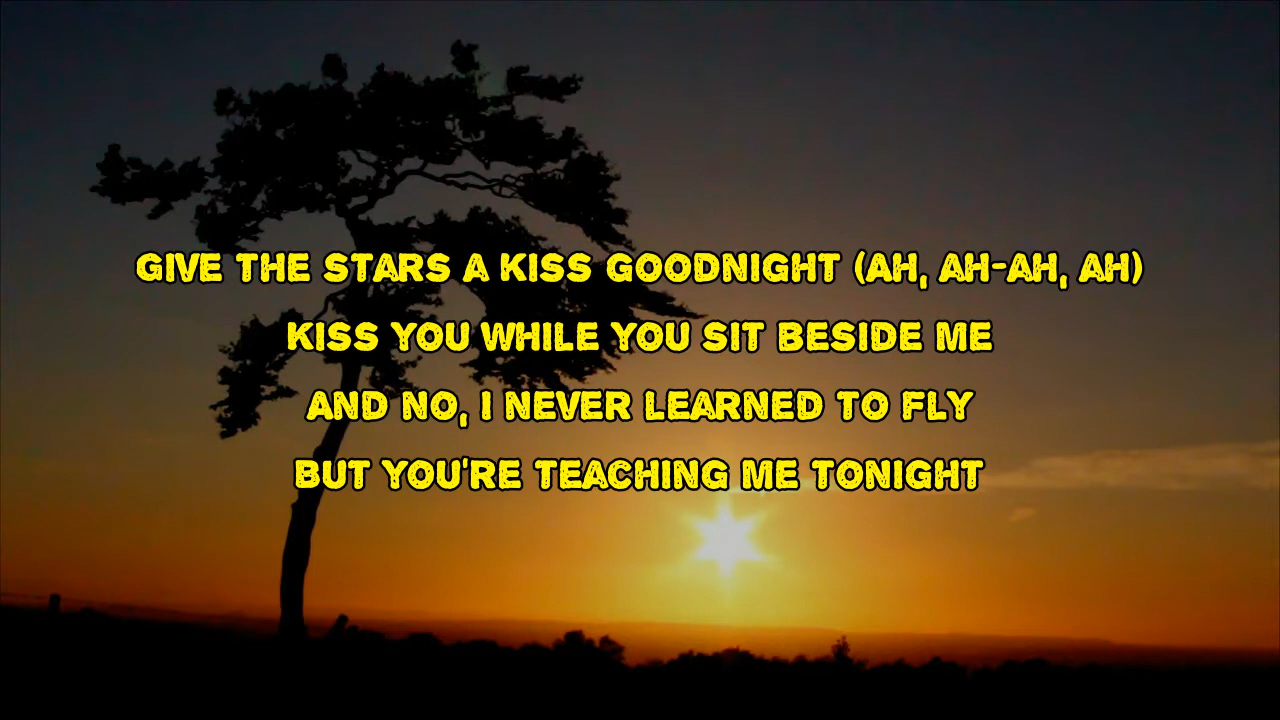 GIVE THE STARS A KISS GOODNIGHT (AH, AH-AH, AH)
KISS YOU WHILE YOU SIT BESIDE ME
AND NO, I NEVER LEARNED TO FLY
BUT YOU'RE TEACHING ME TONIGHT